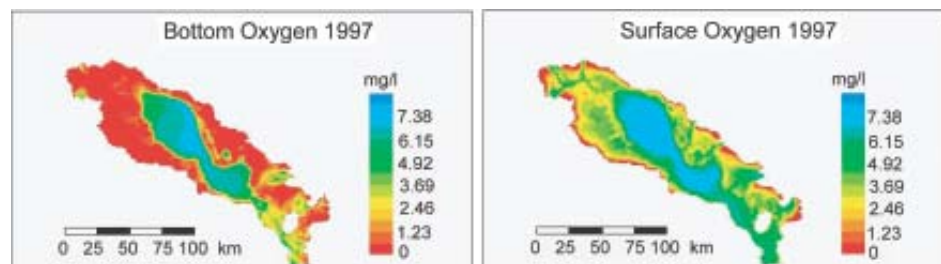 Bottom Oxygen 1997
mg/l
7.38
6.15
4.92
3.69
2.46
1.23
0
0 25 50 75 100 km
Surface Oxygen 1997
mg/l
7.38
6.15
4.92
3.69
2.46
1.23
0
0 25 50 75 100 km